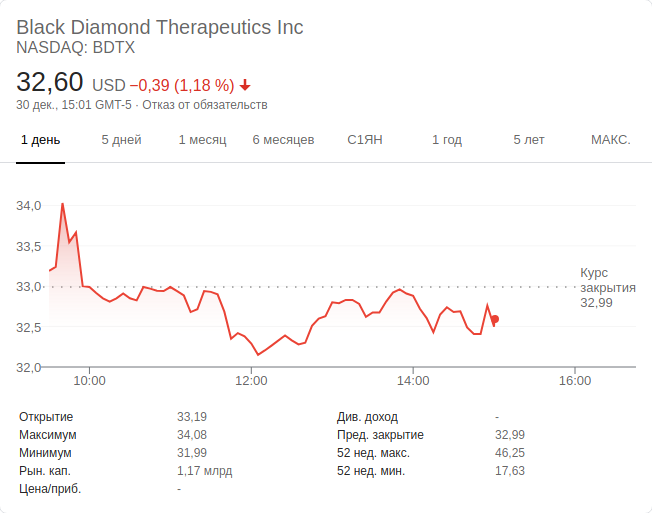 Black Diamond Therapeutics Inc
NASDAQ: BDTX
32,60 USD −0,39 (1,18 %)
30 дек., 15:01 GMT-5 · Отказ от обязательств
1 день 5 дней 1 месяц 6 месяцев С1ЯН 1 год 5 лет МАКС.
34,0
33,5
33,0
32,5
32,0
Курс
закрытия
32,99
10:00 12:00 14:00 16:00
Открытие 33,19 Див. доход -
Максимум 34,08 Пред. закрытие 32,99
Минимум 31,99 52 нед. макс. 46,25
Рын. кап. 1,17 млрд 52 нед. мин. 17,63
Цена/приб. -